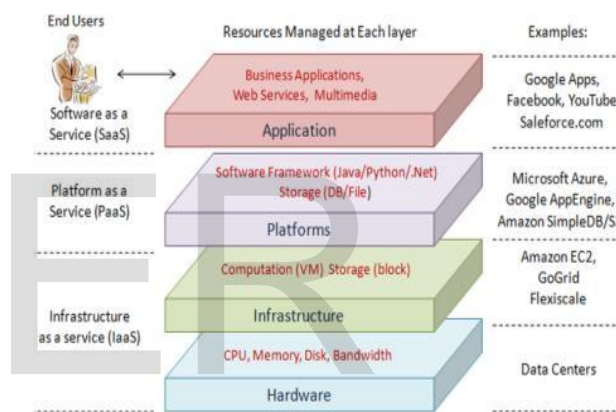 End Users
Resources Managed at Each layer
Examples:
Software as a
Service (SaaS)
Business Applications,
Web Services, Multimedia
Application
Google Apps,
Facebook, YouTube
Saleforce.com
Platform as a
Service (PaaS)
Software Framework (Java/Python/.Net)
Storage (DB/File)
Platforms
Microsoft Azure,
Google AppEngine,
Amazon SimpleDB/S
Infrastructure
as a service (IaaS)
Computation (VM) Storage (block)
Infrastructure
Amazon EC2,
GoGrid
Flexiscale
CPU, Memory, Disk, Bandwidth
Hardware
Data Centers
ER